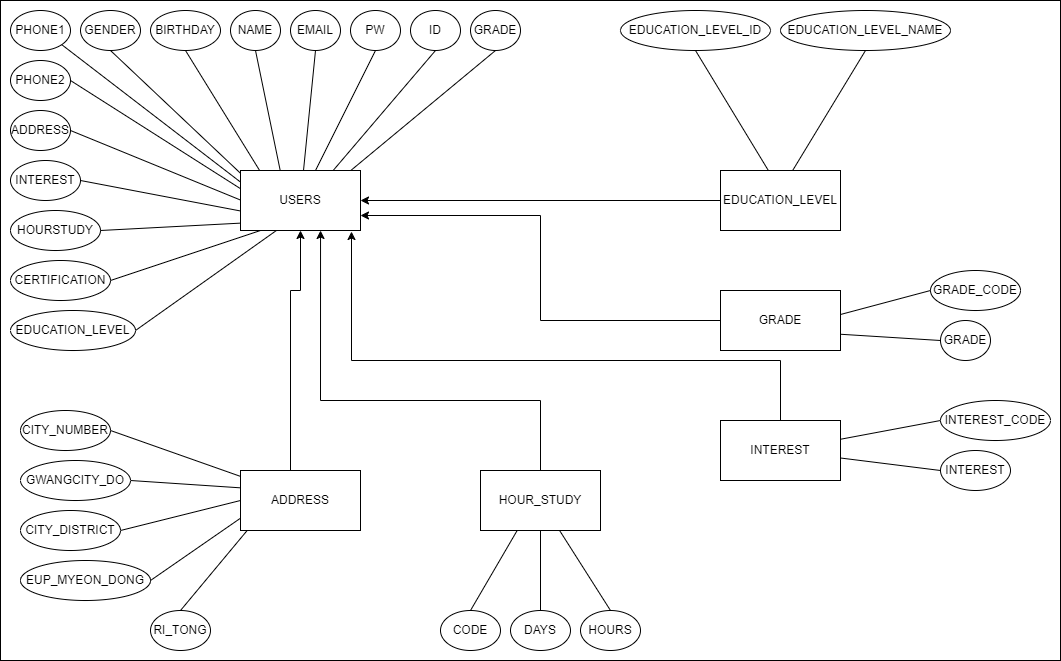 PHONE1
GENDER
BIRTHDAY
NAME
EMAIL
PW
ID
GRADE
EDUCATION_LEVEL_ID
EDUCATION_LEVEL_NAME
PHONE2
ADDRESS
INTEREST
USERS
EDUCATION_LEVEL
HOURSTUDY
CERTIFICATION
EDUCATION_LEVEL
GRADE
GRADE_CODE
GRADE
CITY_NUMBER
INTEREST
INTEREST_CODE
INTEREST
GWANGCITY_DO
ADDRESS
HOUR_STUDY
CITY_DISTRICT
EUP_MYEON_DONG
RI_TONG
CODE
DAYS
HOURS